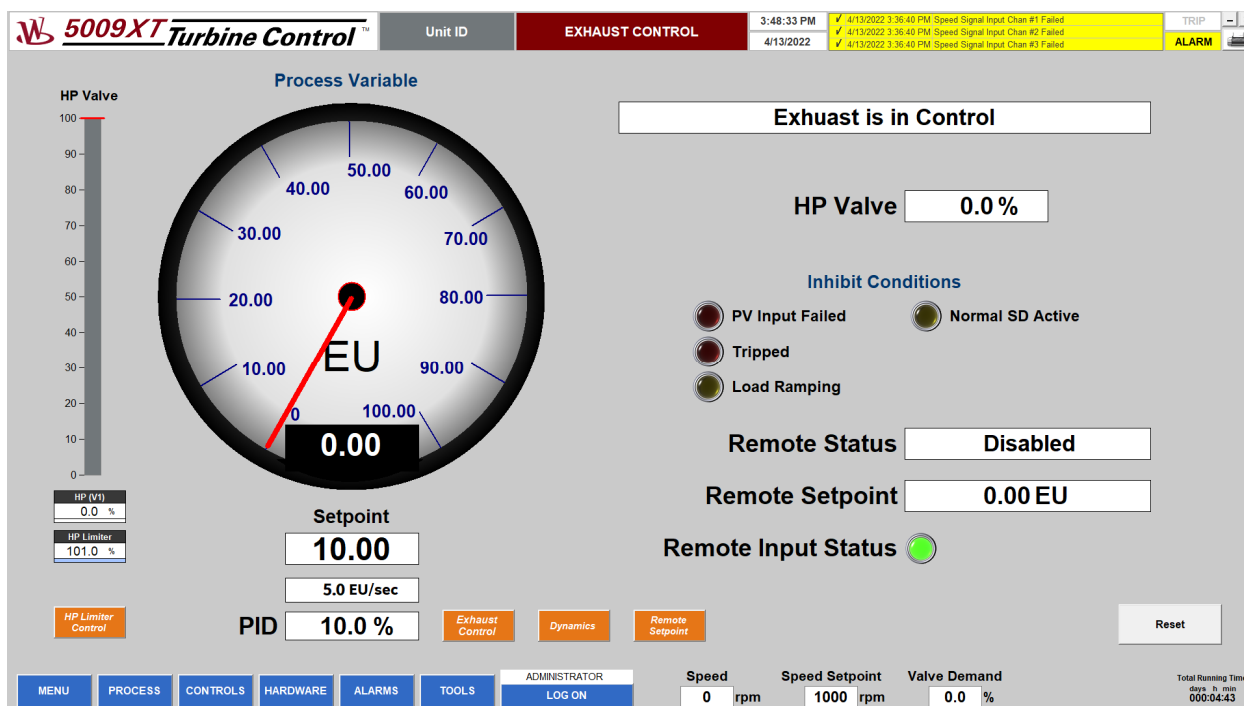 5009XT Turbine Control ™
Unit ID
EXHAUST CONTROL
3:48:33 PM
4/13/2022
✓ 4/13/2022 3:36:40 PM Speed Signal Input Chan #1 Failed
✓ 4/13/2022 3:36:40 PM Speed Signal Input Chan #2 Failed
✓ 4/13/2022 3:36:40 PM Speed Signal Input Chan #3 Failed
TRIP
ALARM
HP Valve
100
90
80
70
60
50
40
30
20
10
0
HP (V1)
0.0 %
HP Limiter
101.0 %
HP Limiter
Control
Process Variable
0
10.00
20.00
30.00
40.00
50.00
60.00
70.00
80.00
90.00
100.00
EU
0.00
Setpoint
10.00
5.0 EU/sec
PID 10.0 %
Exhaust
Control
Dynamics
Remote
Setpoint
Exhuast is in Control
HP Valve 0.0 %
Inhibit Conditions
PV Input Failed
Normal SD Active
Tripped
Load Ramping
Remote Status Disabled
Remote Setpoint 0.00 EU
Remote Input Status
Reset
MENU
PROCESS
CONTROLS
HARDWARE
ALARMS
TOOLS
ADMINISTRATOR
LOG ON
Speed
0 rpm
Speed Setpoint
1000 rpm
Valve Demand
0.0 %
Total Running Time
days h min
000:04:43